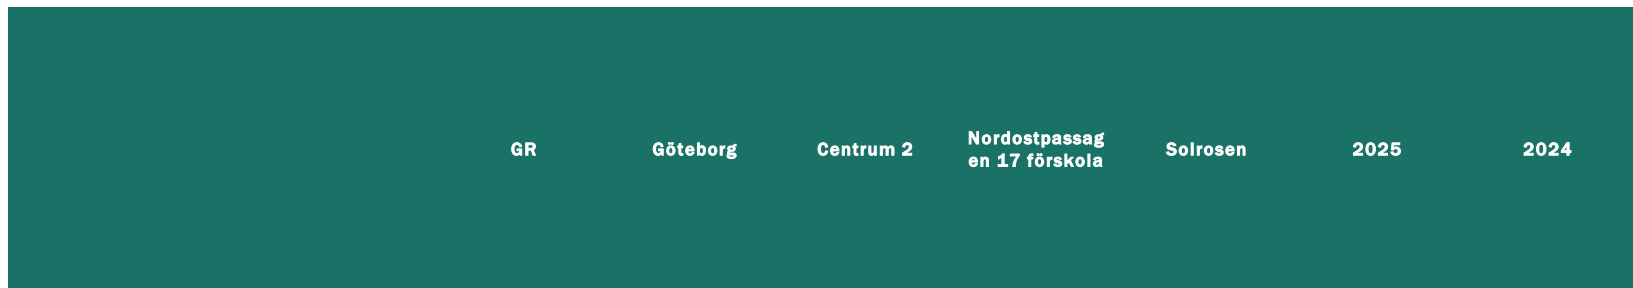 GR Göteborg Centrum 2 Nordostpassag
en 17 förskola Solrosen 2025 2024